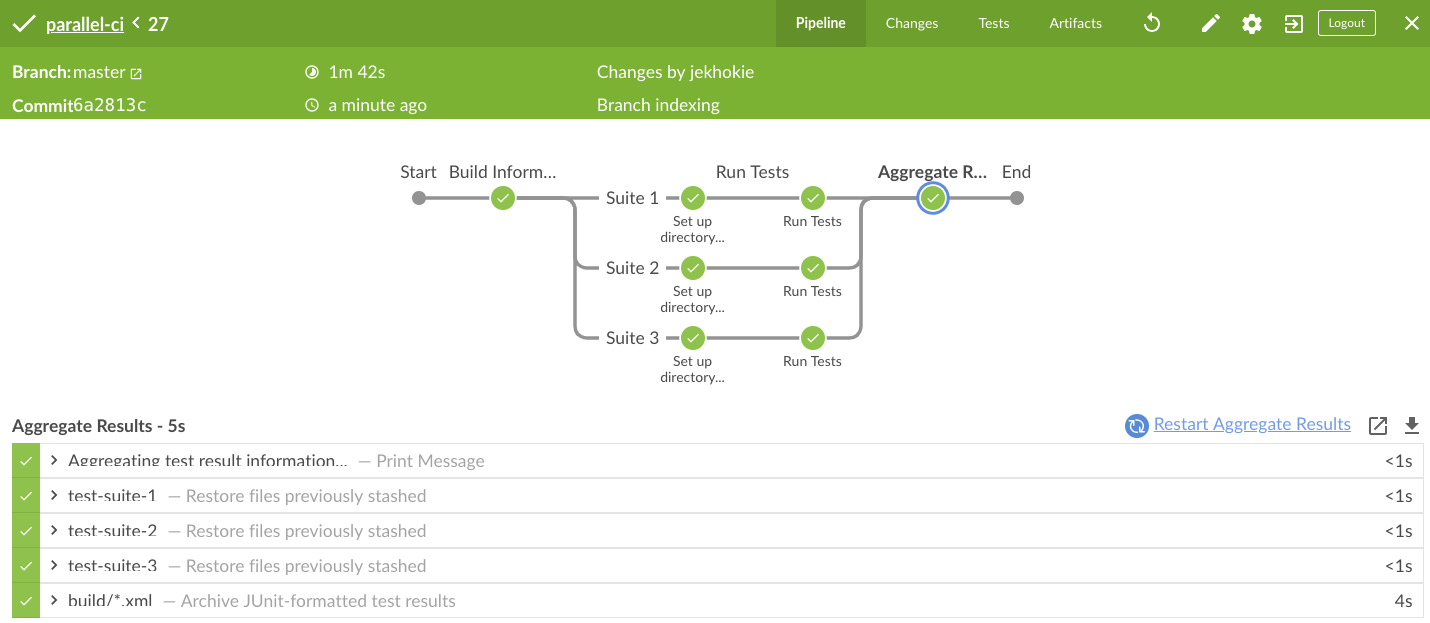 parallel-ci < 27 Pipeline Changes Tests Artifacts Logout
Branch: master 1m 42s Changes by jekhokie
Commit 6a2813c a minute ago Branch indexing
Start Build Inform... Run Tests Aggregate R... End
Suite 1
Set up Run Tests
directory...
Suite 2
Set up Run Tests
directory...
Suite 3
Set up Run Tests
directory...
Aggregate Results - 5s Restart Aggregate Results
Aggregating test result information... — Print Message <1s
test-suite-1 — Restore files previously stashed <1s
test-suite-2 — Restore files previously stashed <1s
test-suite-3 — Restore files previously stashed <1s
build/*.xml — Archive JUnit-formatted test results 4s